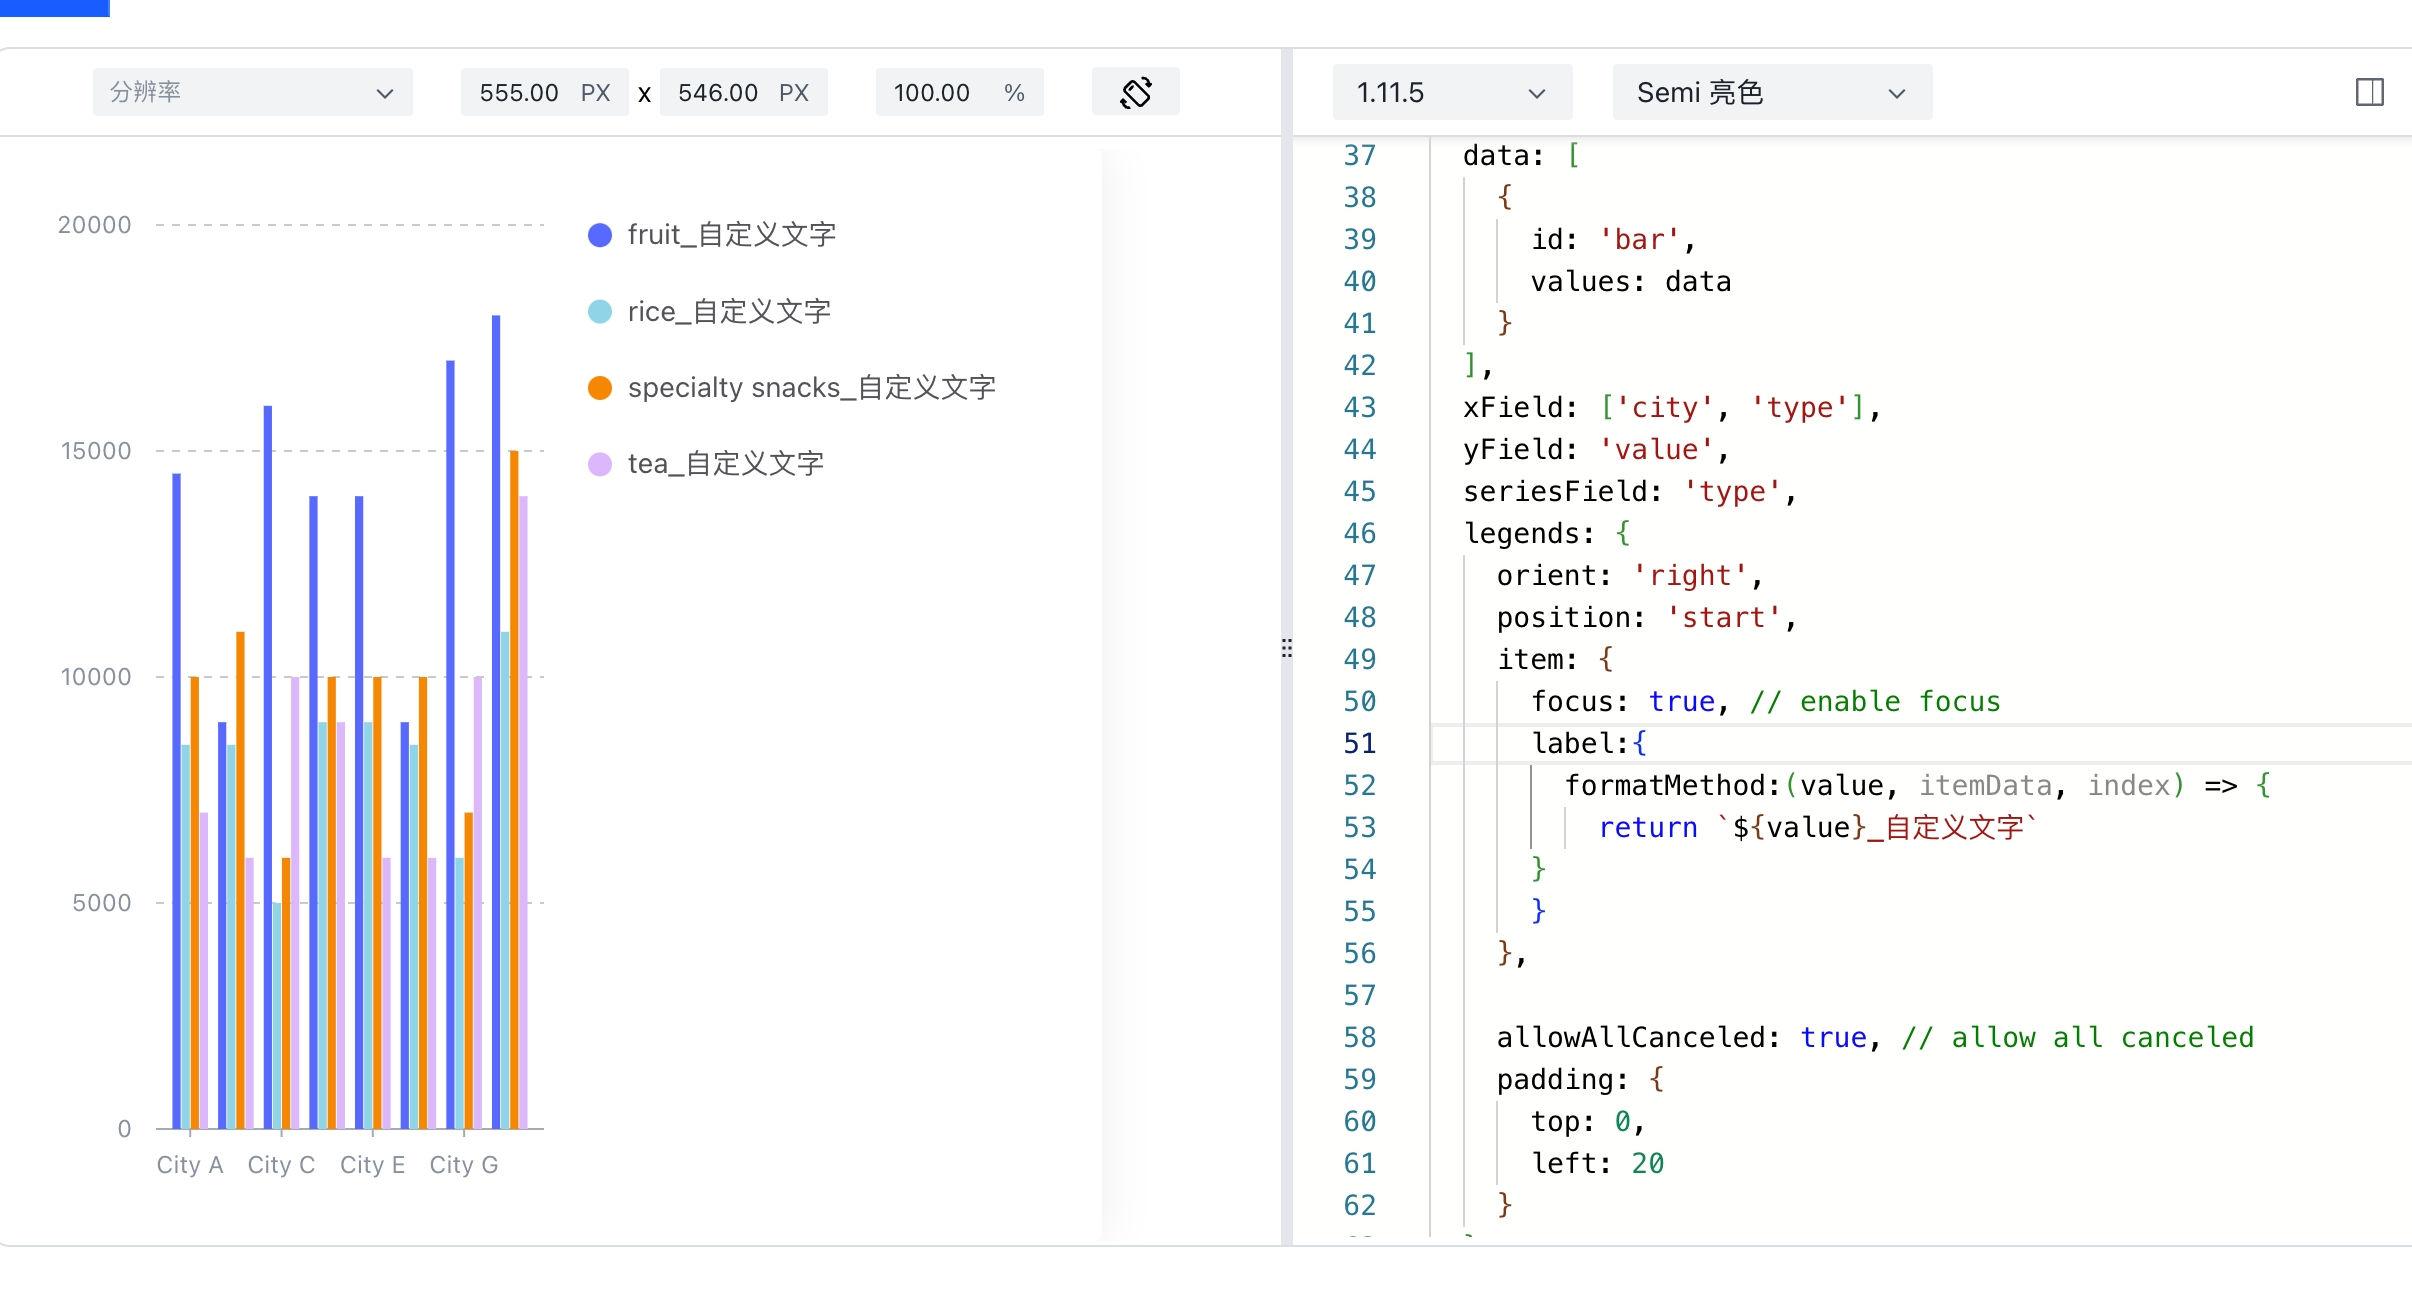 分辨率
555.00 PX x 546.00 PX
100.00 %
1.11.5
Semi 亮色
20000
15000
10000
5000
0
City A City C City E City G
fruit_自定义文字
rice_自定义文字
specialty snacks_自定义文字
tea_自定义文字
37 data: [
38 {
39 id: 'bar',
40 values: data
41 }
42 ],
43 xField: ['city', 'type'],
44 yField: 'value',
45 seriesField: 'type',
46 legends: {
47 orient: 'right',
48 position: 'start',
49 item: {
50 focus: true, // enable focus
51 label:{
52 formatMethod:(value, itemData, index) => {
53 return `${value}_自定义文字`
54 }
55 }
56 },
57
58 allowAllCanceled: true, // allow all canceled
59 padding: {
60 top: 0,
61 left: 20
62 }